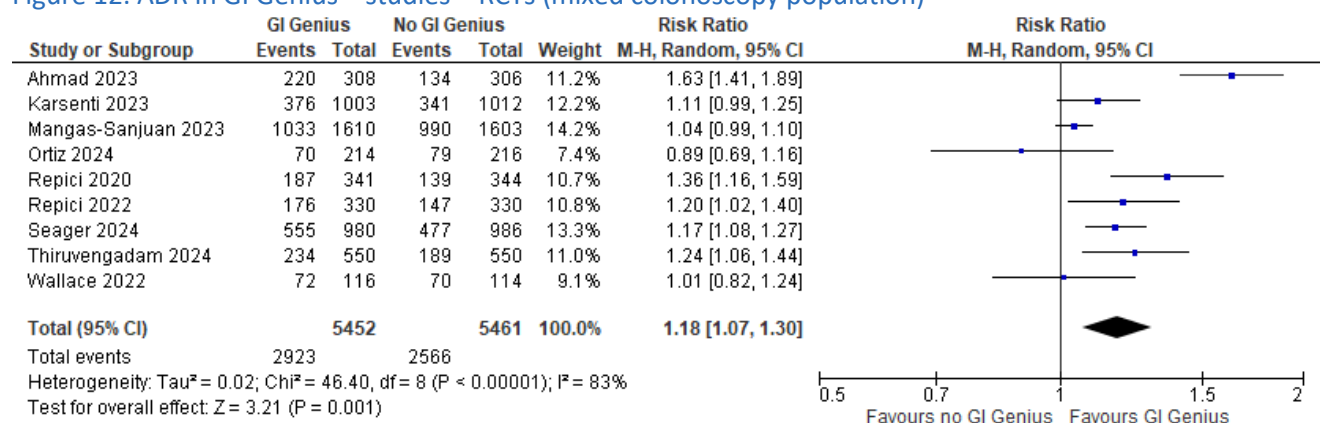 Figure 12: ADR in GI Genius – studies – RCTs (mixed colonoscopy population)
GI Genius No GI Genius Risk Ratio Risk Ratio
Study or Subgroup Events Total Events Total Weight M-H, Random, 95% CI M-H, Random, 95% CI
Ahmad 2023 220 308 134 306 11.2% 1.63 [1.41, 1.89]
Karsenti 2023 376 1003 341 1012 12.2% 1.11 [0.99, 1.25]
Mangas-Sanjuan 2023 1033 1610 990 1603 14.2% 1.04 [0.99, 1.10]
Ortiz 2024 70 214 79 216 7.4% 0.89 [0.69, 1.16]
Repici 2020 187 341 139 344 10.7% 1.36 [1.16, 1.59]
Repici 2022 176 330 147 330 10.8% 1.20 [1.02, 1.40]
Seager 2024 555 980 477 986 13.3% 1.17 [1.08, 1.27]
Thiruvengadam 2024 234 550 189 550 11.0% 1.24 [1.06, 1.44]
Wallace 2022 72 116 70 114 9.1% 1.01 [0.82, 1.24]
Total (95% CI) 5452 5461 100.0% 1.18 [1.07, 1.30]
Total events 2923 2566
Heterogeneity: Tau² = 0.02; Chi² = 46.40, df = 8 (P < 0.00001); I² = 83%
Test for overall effect: Z = 3.21 (P = 0.001)
0.5 0.7 1 1.5 2
Favours no GI Genius Favours GI Genius